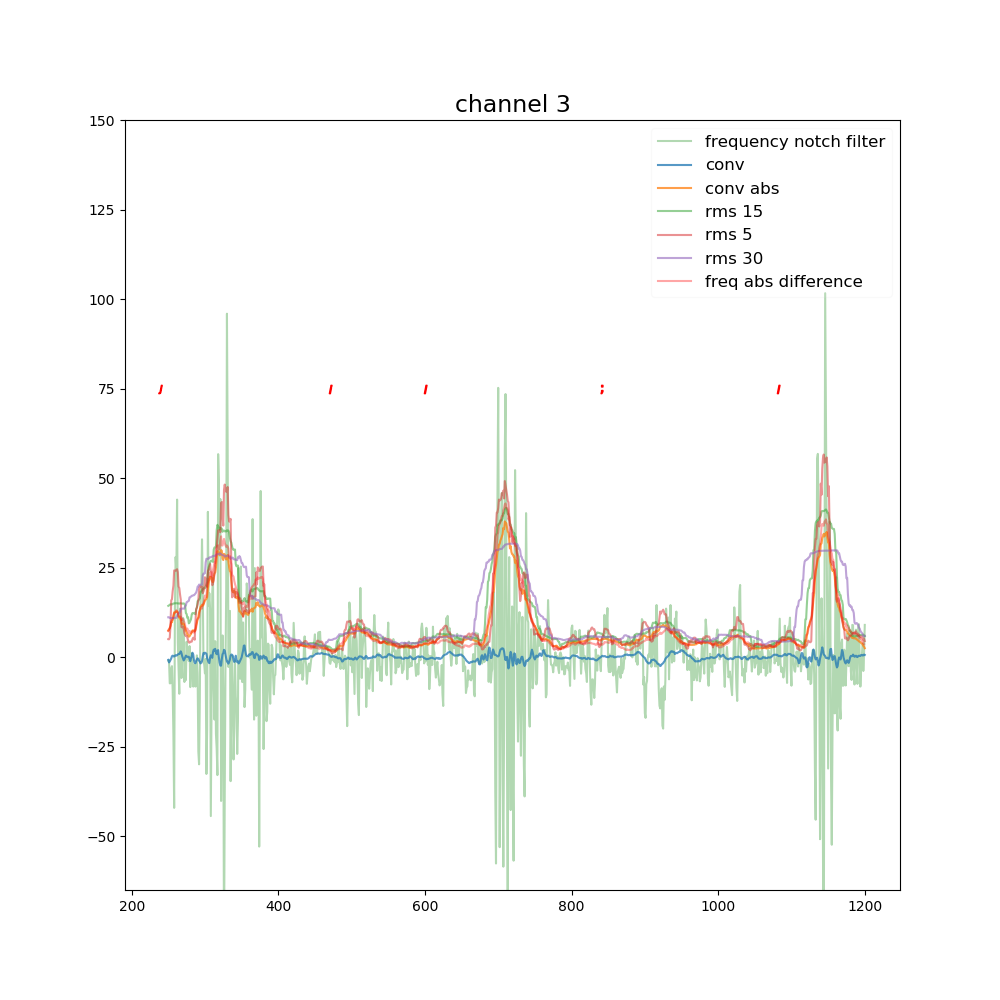 channel 3
150
125
100
75
50
25
0
−25
−50
frequency notch filter
conv
conv abs
rms 15
rms 5
rms 30
freq abs difference
j
l
l
;
l
200
400
600
800
1000
1200